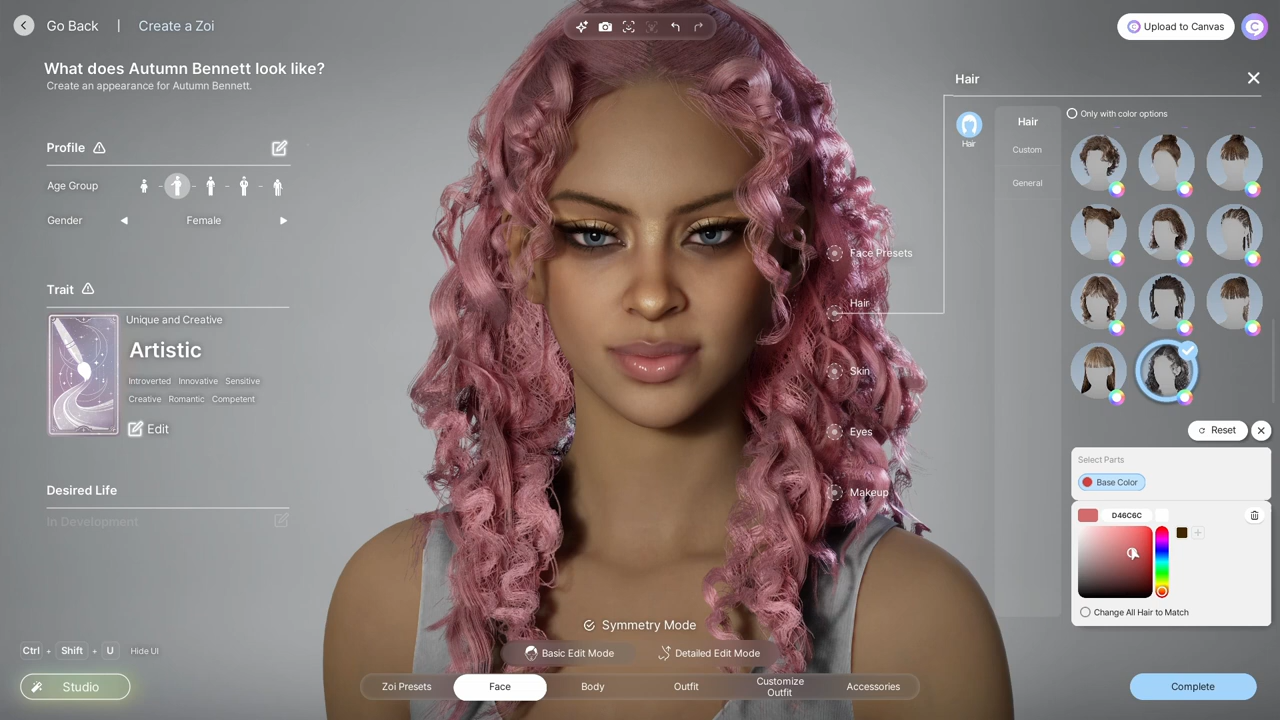 Go Back
Create a Zoi
Upload to Canvas
What does Autumn Bennett look like?
Create an appearance for Autumn Bennett.
Profile
Age Group
Gender
Female
Trait
Unique and Creative
Artistic
Introverted Innovative Sensitive
Creative Romantic Competent
Edit
Desired Life
In Development
Ctrl + Shift + U Hide UI
Studio
Face Presets
Hair
Skin
Eyes
Makeup
Symmetry Mode
Basic Edit Mode
Detailed Edit Mode
Zoi Presets
Face
Body
Outfit
Customize
Outfit
Accessories
Hair
Hair
Hair
Custom
General
Only with color options
Reset
Select Parts
Base Color
D46C6C
Change All Hair to Match
Complete